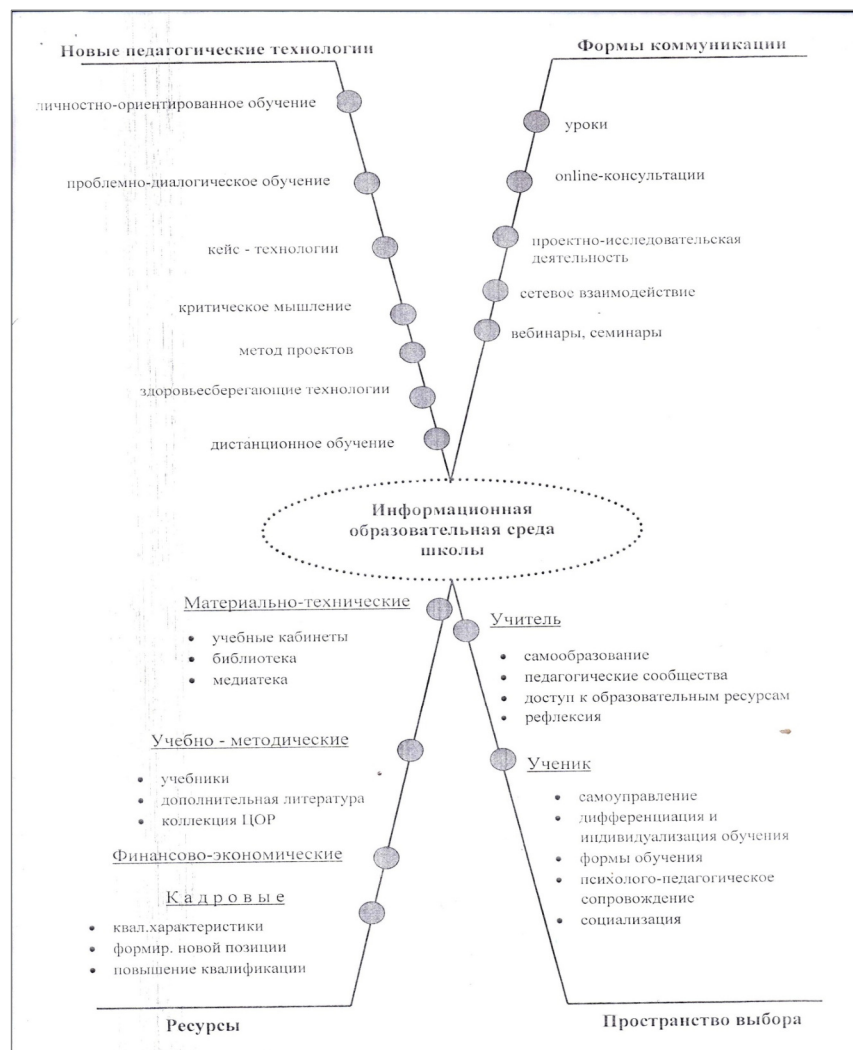 Новые педагогические технологии
личностно-ориентированное обучение
проблемно-диалогическое обучение
кейс - технологии
критическое мышление
метод проектов
здоровьесберегающие технологии
дистанционное обучение
Формы коммуникации
уроки
online-консультации
проектно-исследовательская
деятельность
сетевое взаимодействие
вебинары, семинары
Информационная
образовательная среда
школы
Материально-технические
• учебные кабинеты
• библиотека
• медиатека
Учебно - методические
• учебники
• дополнительная литература
• коллекция ЦОР
Финансово-экономические
Кадровые
• квал.характеристики
• формир. новой позиции
• повышение квалификации
Ресурсы
Учитель
• самообразование
• педагогические сообщества
• доступ к образовательным ресурсам
• рефлексия
Ученик
• самоуправление
• дифференциация и
индивидуализация обучения
• формы обучения
• психолого-педагогическое
сопровождение
• социализация
Пространство выбора